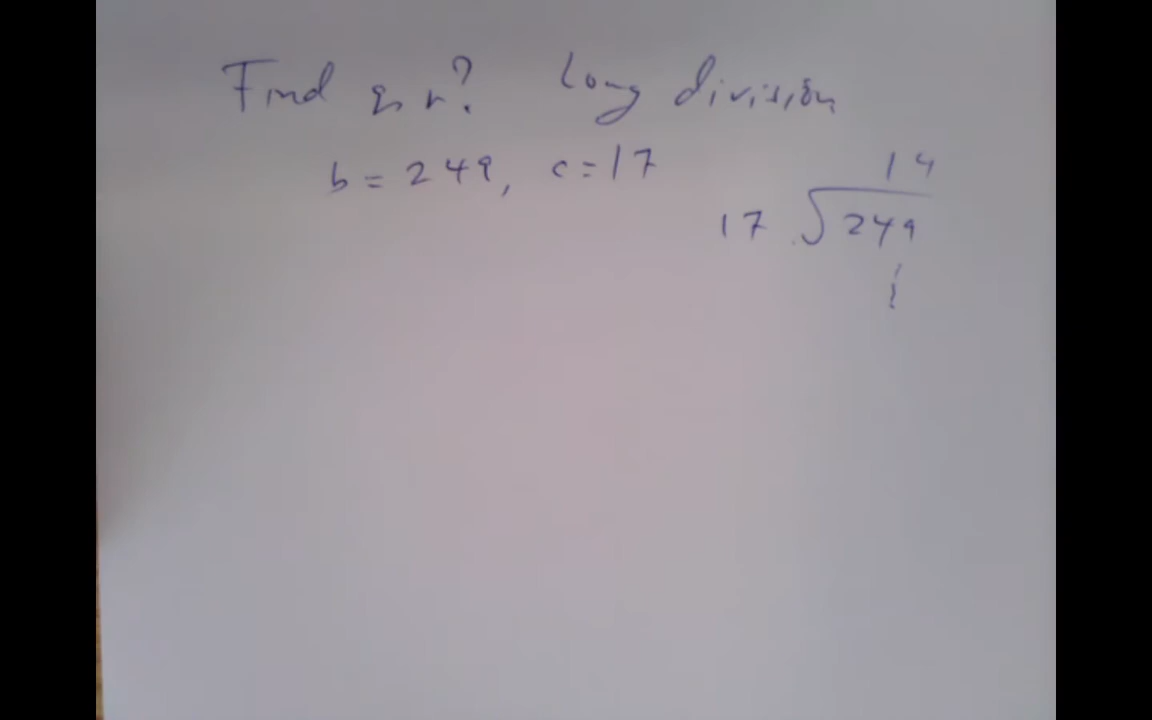 Find q, r? Long division
b = 249, c = 17
14
17 √249